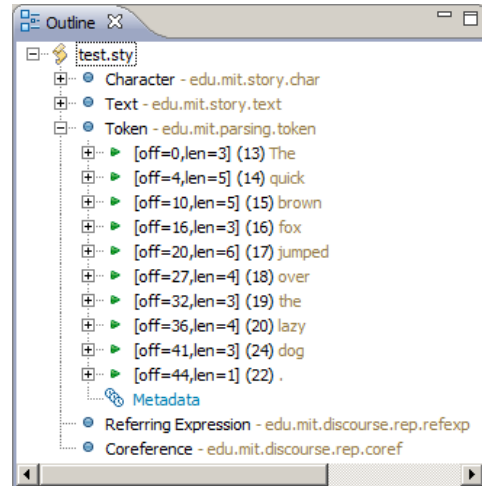 Outline
test.sty
Character - edu.mit.story.char
Text - edu.mit.story.text
Token - edu.mit.parsing.token
[off=0,len=3] (13) The
[off=4,len=5] (14) quick
[off=10,len=5] (15) brown
[off=16,len=3] (16) fox
[off=20,len=6] (17) jumped
[off=27,len=4] (18) over
[off=32,len=3] (19) the
[off=36,len=4] (20) lazy
[off=41,len=3] (24) dog
[off=44,len=1] (22) .
Metadata
Referring Expression - edu.mit.discourse.rep.refexp
Coreference - edu.mit.discourse.rep.coref